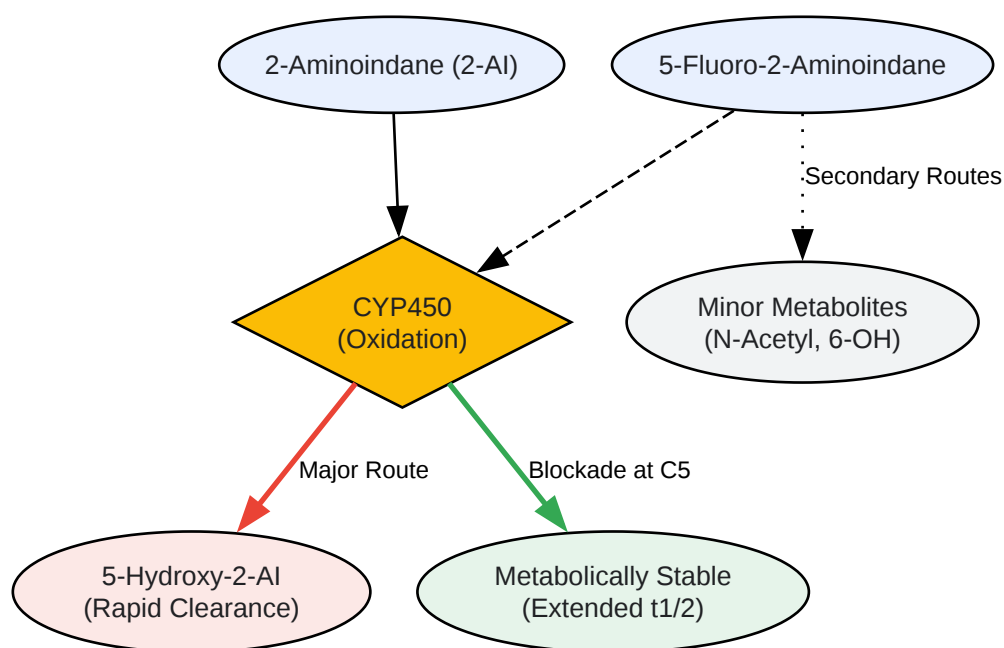 2-Aminoindane (2-AI)
5-Fluoro-2-Aminoindane
Secondary Routes
CYP450
(Oxidation)
Minor Metabolites
(N-Acetyl, 6-OH)
Major Route
Blockade at C5
5-Hydroxy-2-AI
(Rapid Clearance)
Metabolically Stable
(Extended t1/2)